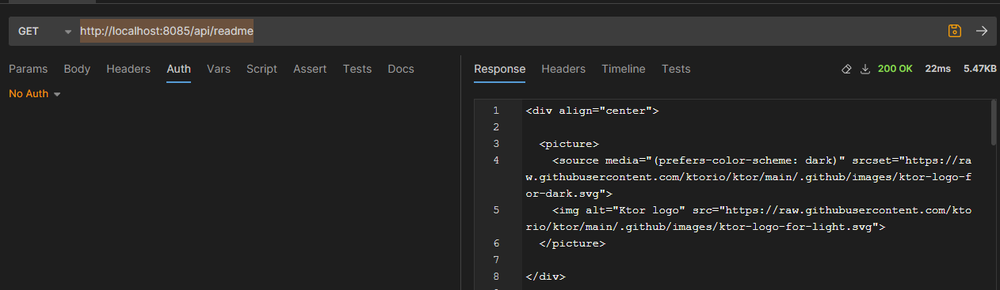 GET http://localhost:8085/api/readme
Params Body Headers Auth Vars Script Assert Tests Docs
No Auth
Response Headers Timeline Tests 200 OK 22ms 5.47KB
1 <div align="center">
2
3 <picture>
4 <source media="(prefers-color-scheme: dark)" srcset="https://ra
w.githubusercontent.com/ktorio/ktor/main/.github/images/ktor-logo-f
or-dark.svg">
5 <img alt="Ktor logo" src="https://raw.githubusercontent.com/kto
rio/ktor/main/.github/images/ktor-logo-for-light.svg">
6 </picture>
7
8 </div>